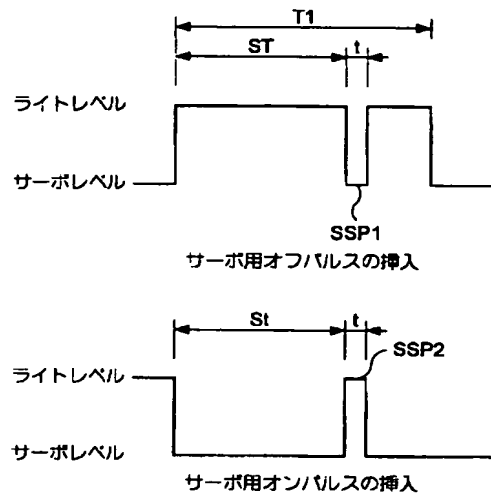 T1
ST
t
ライトレベル
サーボレベル
SSP1
サーボ用オフパルスの挿入
St
t
SSP2
ライトレベル
サーボレベル
サーボ用オンパルスの挿入